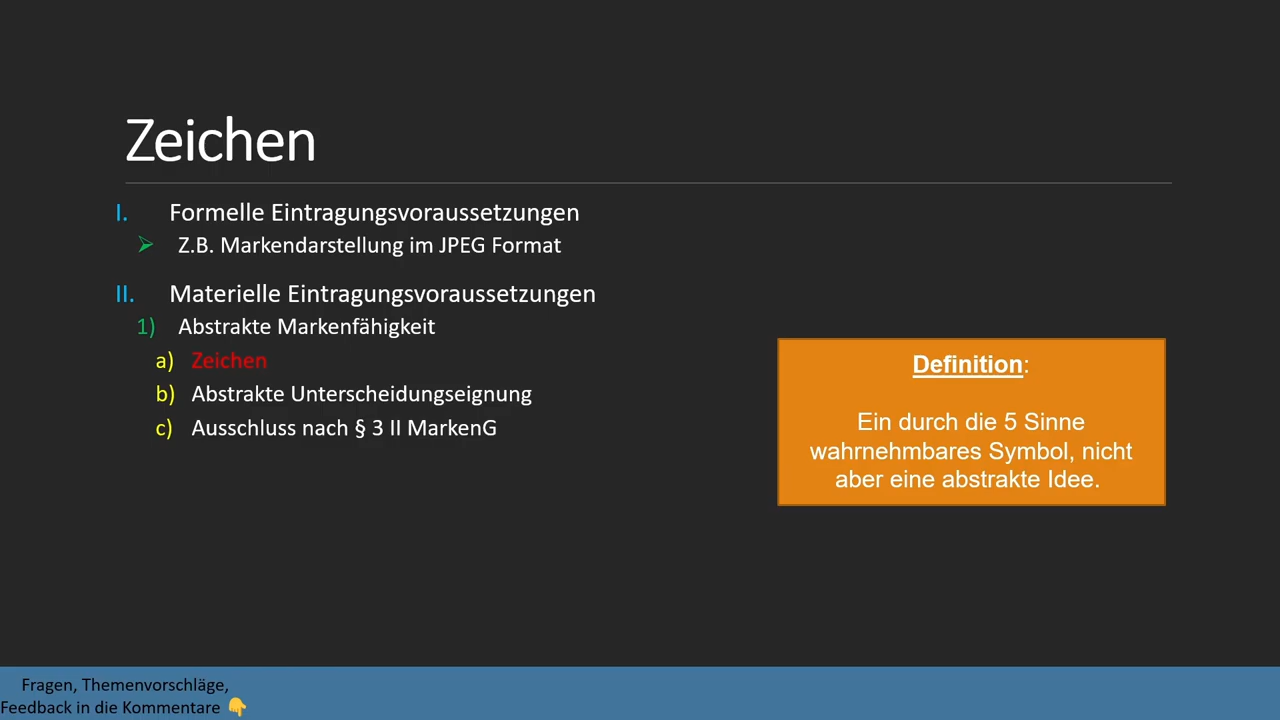 Zeichen
I. Formelle Eintragungsvoraussetzungen
Z.B. Markendarstellung im JPEG Format
II. Materielle Eintragungsvoraussetzungen
1) Abstrakte Markenfähigkeit
a) Zeichen
b) Abstrakte Unterscheidungseignung
c) Ausschluss nach § 3 II MarkenG
Definition:
Ein durch die 5 Sinne
wahrnehmbares Symbol, nicht
aber eine abstrakte Idee.
Fragen, Themenvorschläge,
Feedback in die Kommentare 👇